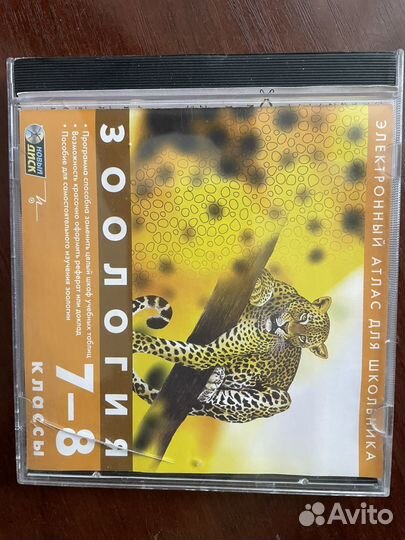 ЭЛЕКТРОННЫЙ АТЛАС ДЛЯ ШКОЛЬНИКА
ЗООЛОГИЯ
7–8
классы
• Программа способна заменить целый шкаф учебных таблиц
• Возможность красочно оформить реферат или доклад
• Пособие для самостоятельного изучения зоологии
НОВЫЙ
ДИСК
Avito